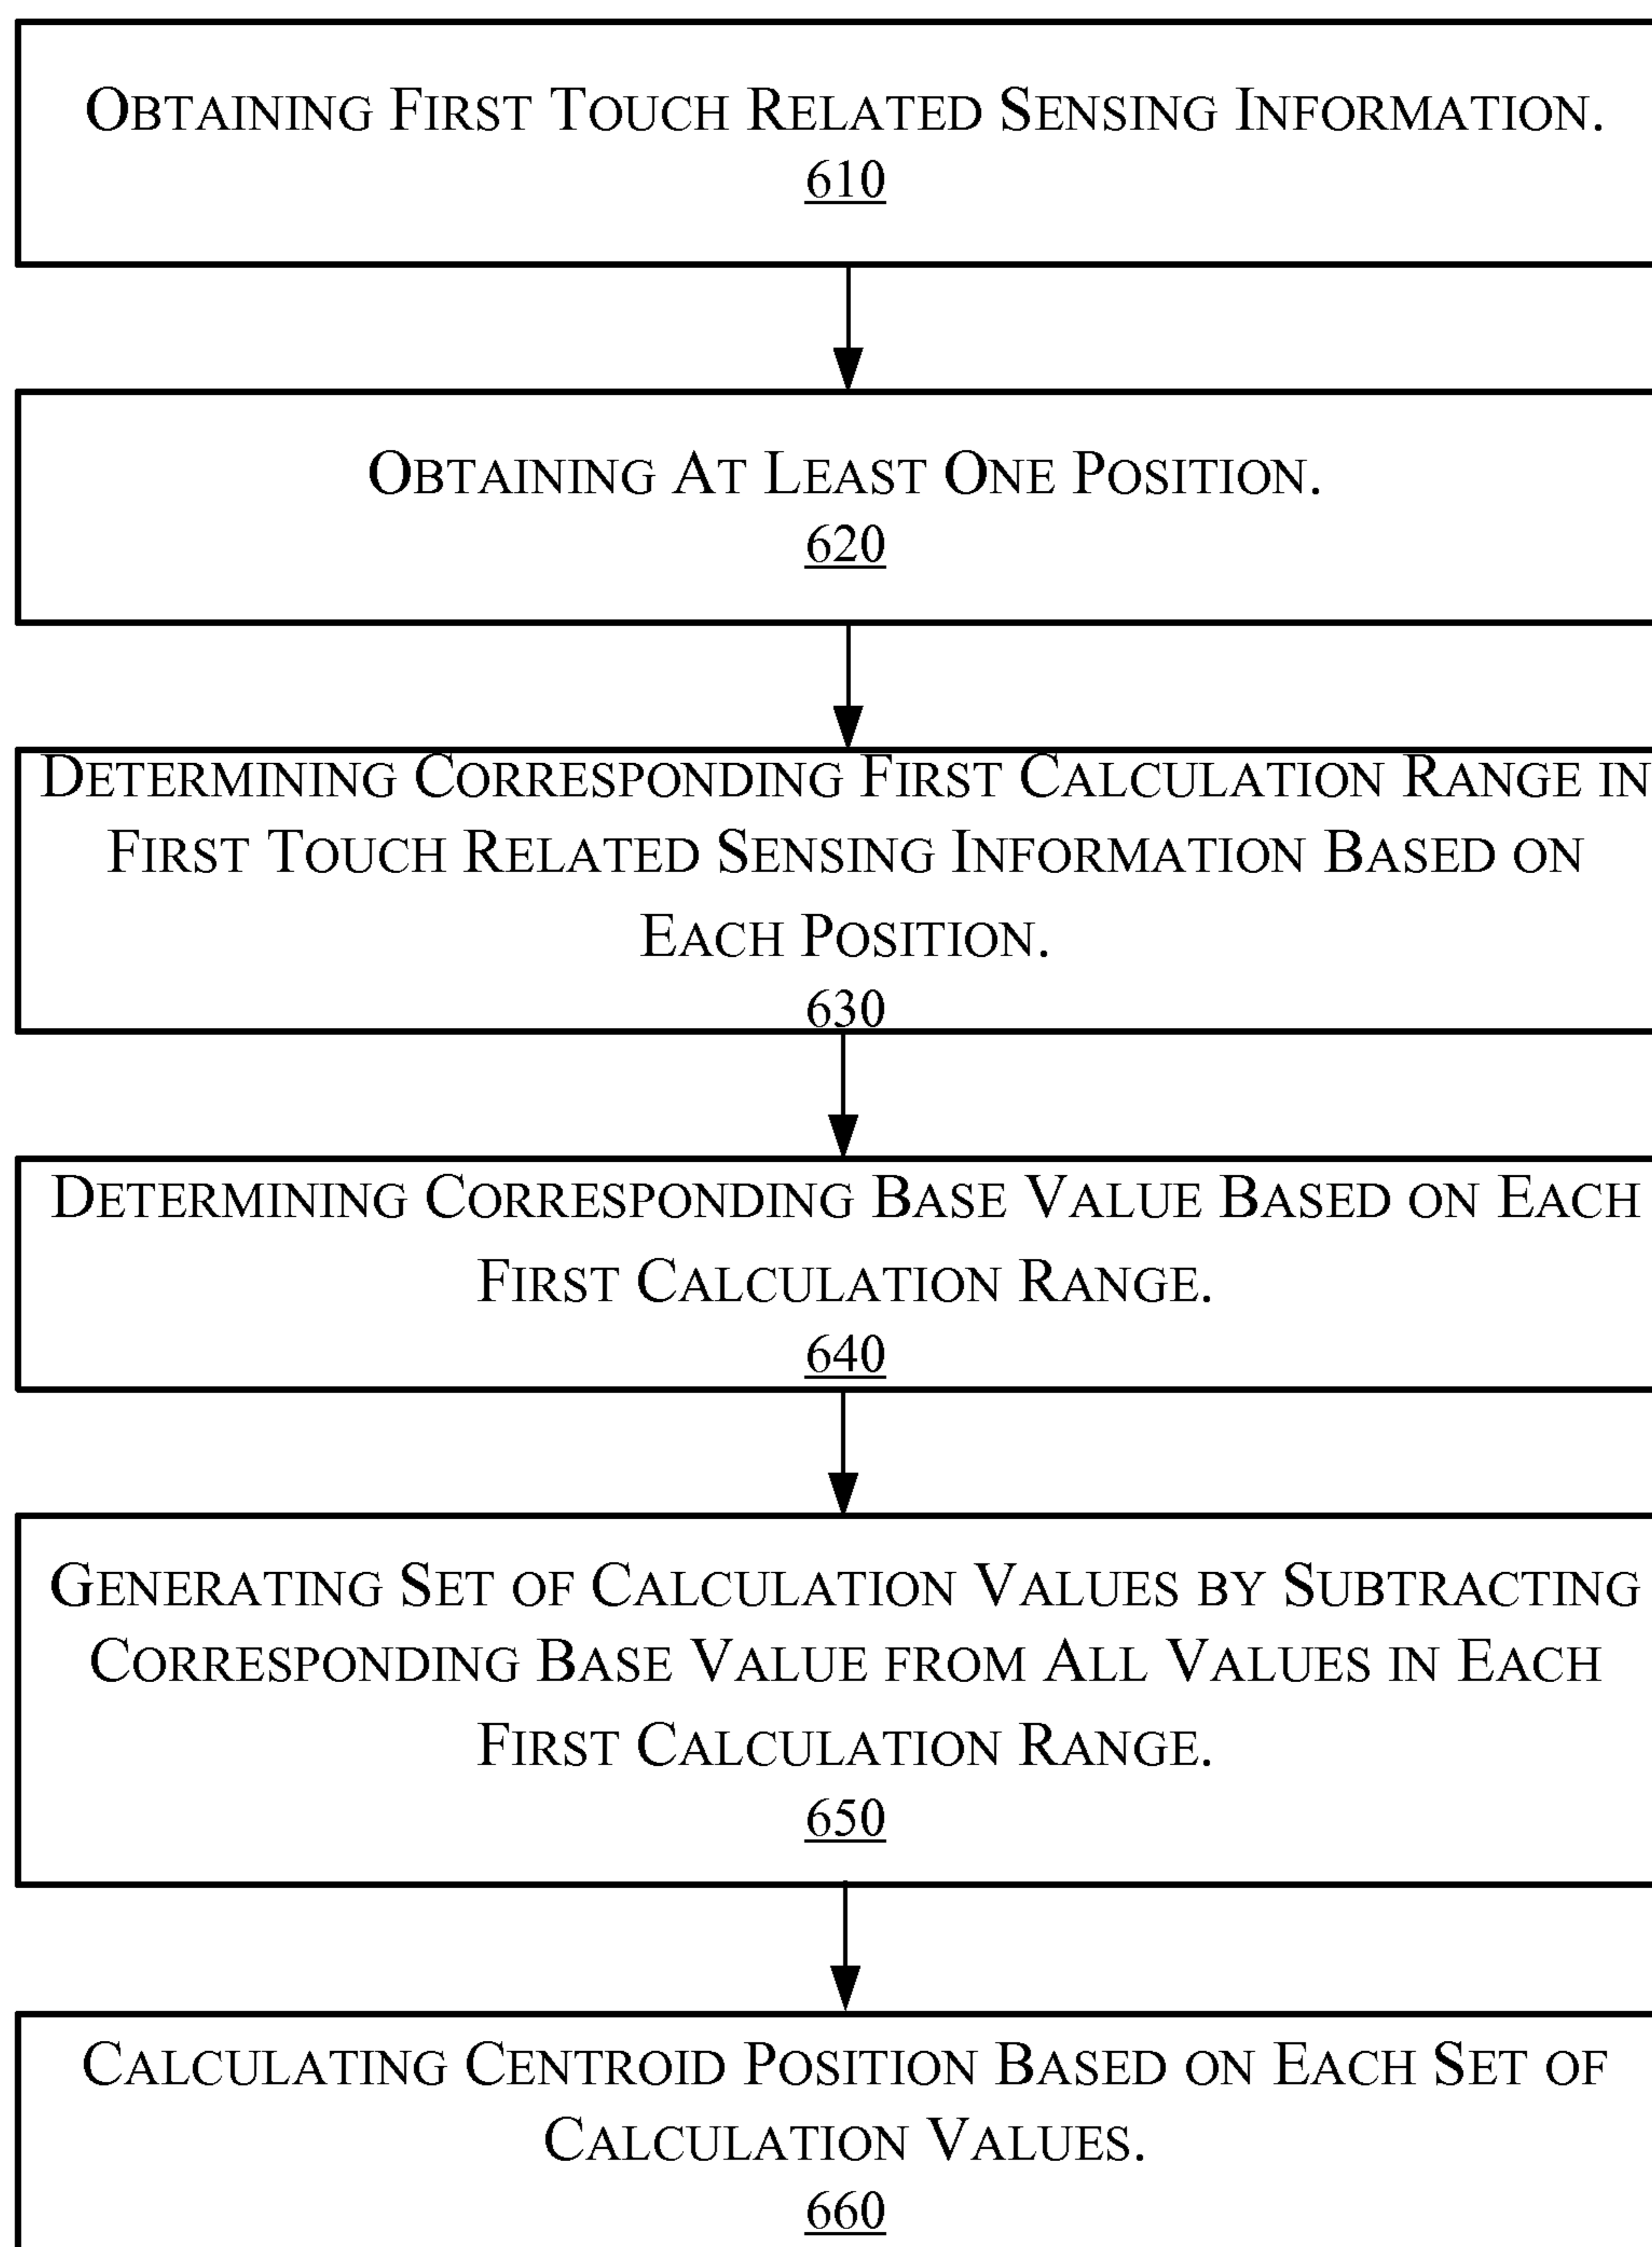 OBTAINING FIRST TOUCH RELATED SENSING INFORMATION.
610
OBTAINING AT LEAST ONE POSITION.
620
DETERMINING CORRESPONDING FIRST CALCULATION RANGE IN
FIRST TOUCH RELATED SENSING INFORMATION BASED ON
EACH POSITION.
630
DETERMINING CORRESPONDING BASE VALUE BASED ON EACH
FIRST CALCULATION RANGE.
640
GENERATING SET OF CALCULATION VALUES BY SUBTRACTING
CORRESPONDING BASE VALUE FROM ALL VALUES IN EACH
FIRST CALCULATION RANGE.
650
CALCULATING CENTROID POSITION BASED ON EACH SET OF
CALCULATION VALUES.
660